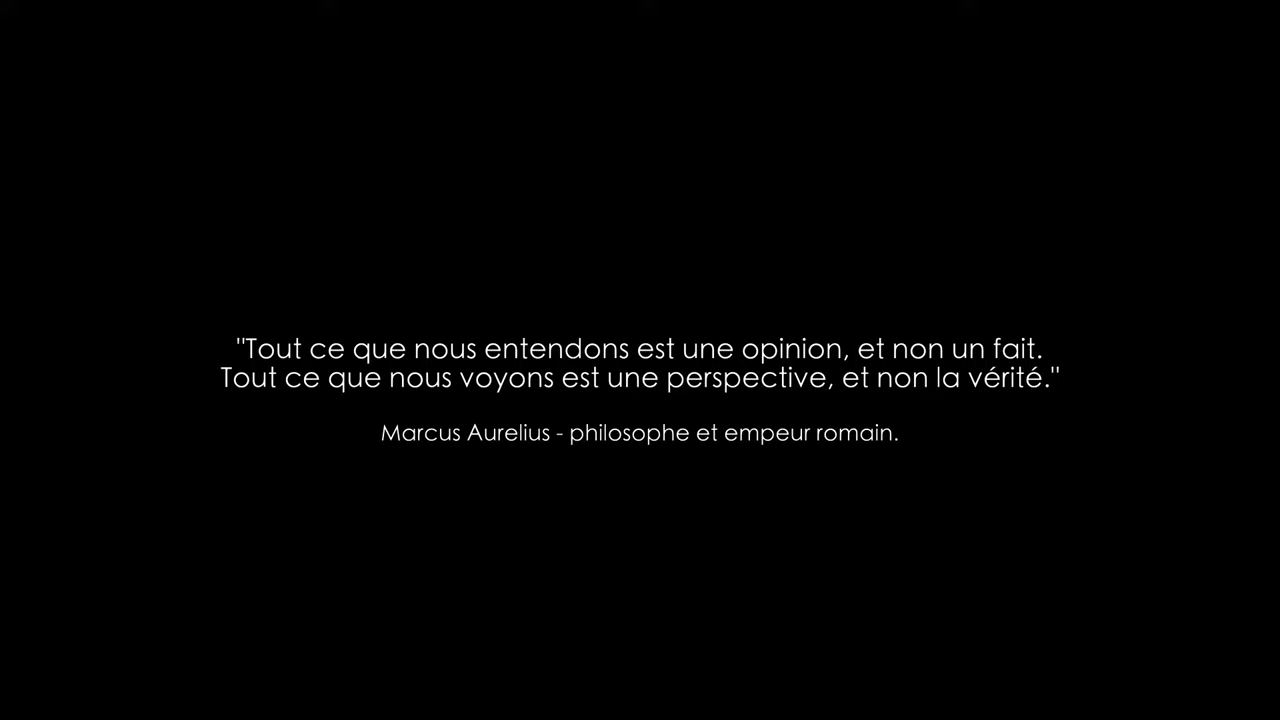 "Tout ce que nous entendons est une opinion, et non un fait.
Tout ce que nous voyons est une perspective, et non la vérité."
Marcus Aurelius - philosophe et empeur romain.